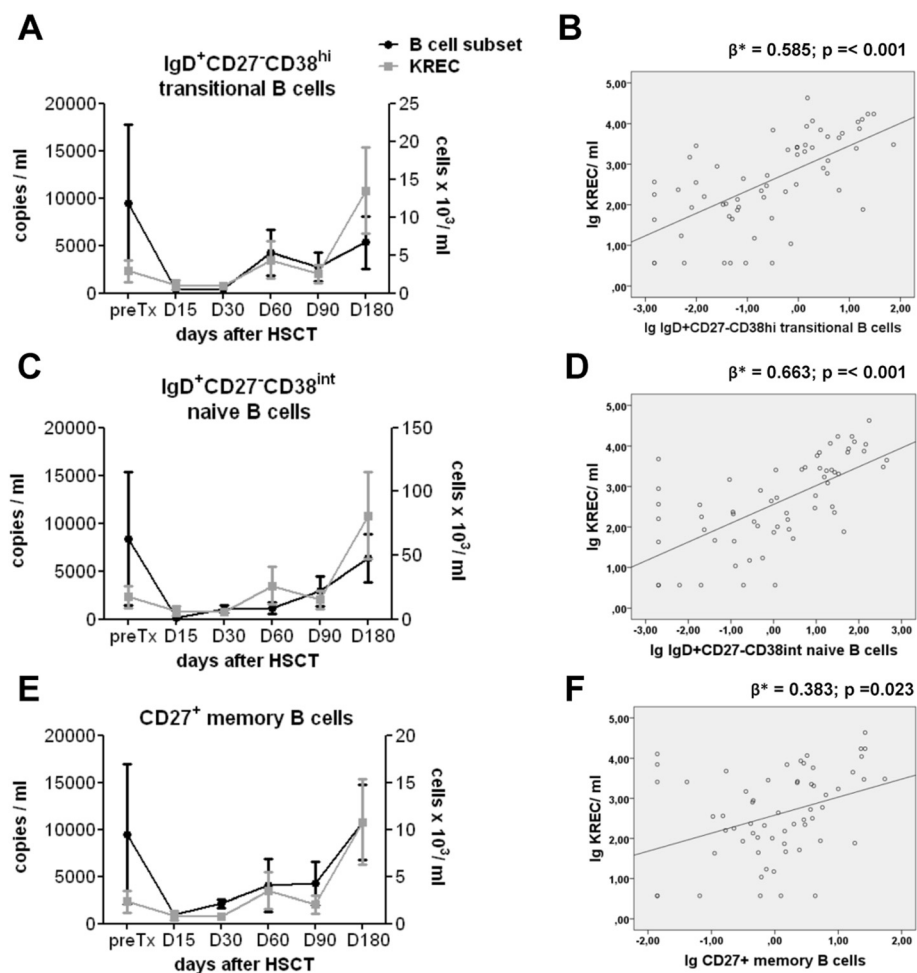 A
IgD⁺CD27⁻CD38ʰⁱ
transitional B cells
B cell subset
KREC
20000
15000
10000
5000
0
copies / ml
25
20
15
10
5
0
cells x 10³/ ml
preTx D15 D30 D60 D90 D180
days after HSCT
B
β* = 0.585; p =< 0.001
5,00
4,00
3,00
2,00
1,00
,00
lg KREC/ ml
-3,00 -2,00 -1,00 ,00 1,00 2,00
lg IgD+CD27-CD38hi transitional B cells
C
IgD⁺CD27⁻CD38ⁱⁿᵗ
naive B cells
20000
15000
10000
5000
0
copies / ml
150
100
50
0
cells x 10³/ ml
preTx D15 D30 D60 D90 D180
days after HSCT
D
β* = 0.663; p =< 0.001
5,00
4,00
3,00
2,00
1,00
,00
lg KREC/ ml
-3,00 -2,00 -1,00 ,00 1,00 2,00 3,00
lg IgD+CD27-CD38int naive B cells
E
CD27⁺ memory B cells
20000
15000
10000
5000
0
copies / ml
20
15
10
5
0
cells x 10³/ ml
preTx D15 D30 D60 D90 D180
days after HSCT
F
β* = 0.383; p =0.023
5,00
4,00
3,00
2,00
1,00
,00
lg KREC/ ml
-2,00 -1,00 ,00 1,00 2,00
lg CD27+ memory B cells